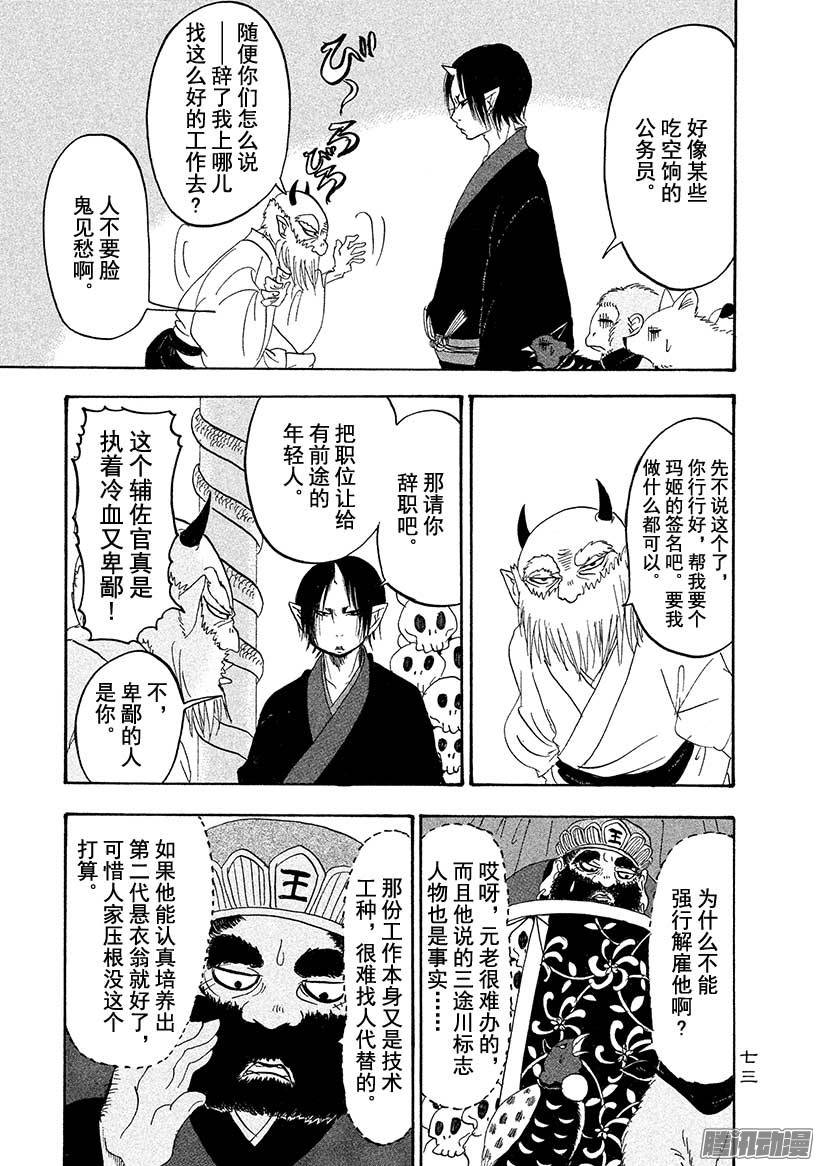 好像某些
吃空饷的
公务员。
随便你们怎么说
——辞了我上哪儿
找这么好的工作去？
び〜ろろびろ
人不要脸
鬼见愁啊。
先不说这个了，
你行行好，帮我要个
玛姬的签名吧。要我
做什么都可以。
那请你
辞职吧。
把职位让给
有前途的
年轻人。
这个辅佐官真是
执着冷血又卑鄙！
不，
卑鄙的人
是你。
为什么不能
强行解雇他啊？
王
哎呀，元老很难办的，
而且他说的三途川标志
人物也是事实……
那份工作本身又是技术
工种，很难找人代替的。
王
如果他能认真培养出
第二代悬衣翁就好了，
可惜人家压根没这个
打算。
七三
腾讯动漫